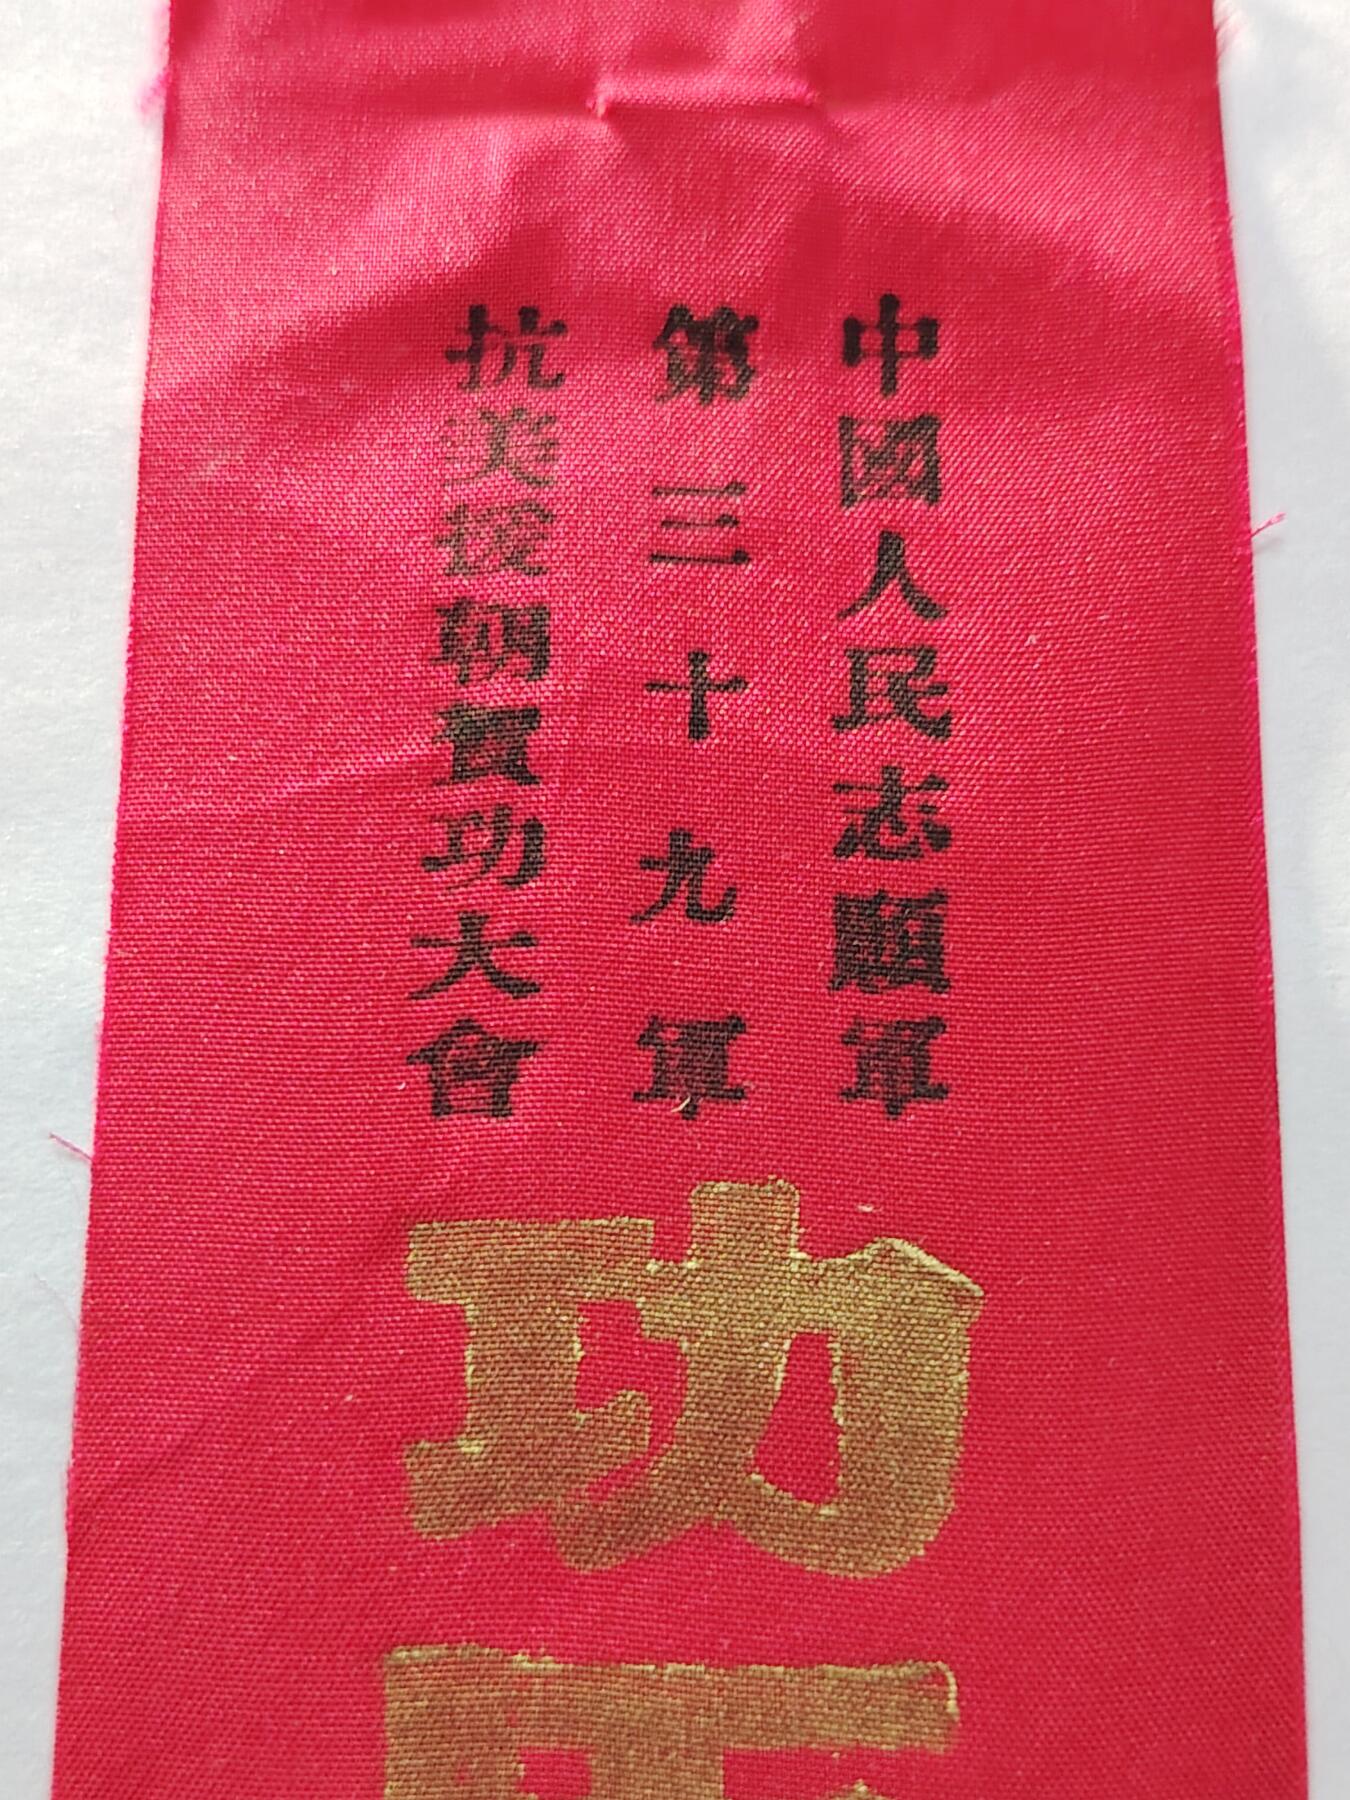 中國人民志願軍
第三十九軍
抗美援朝賀功大會
功